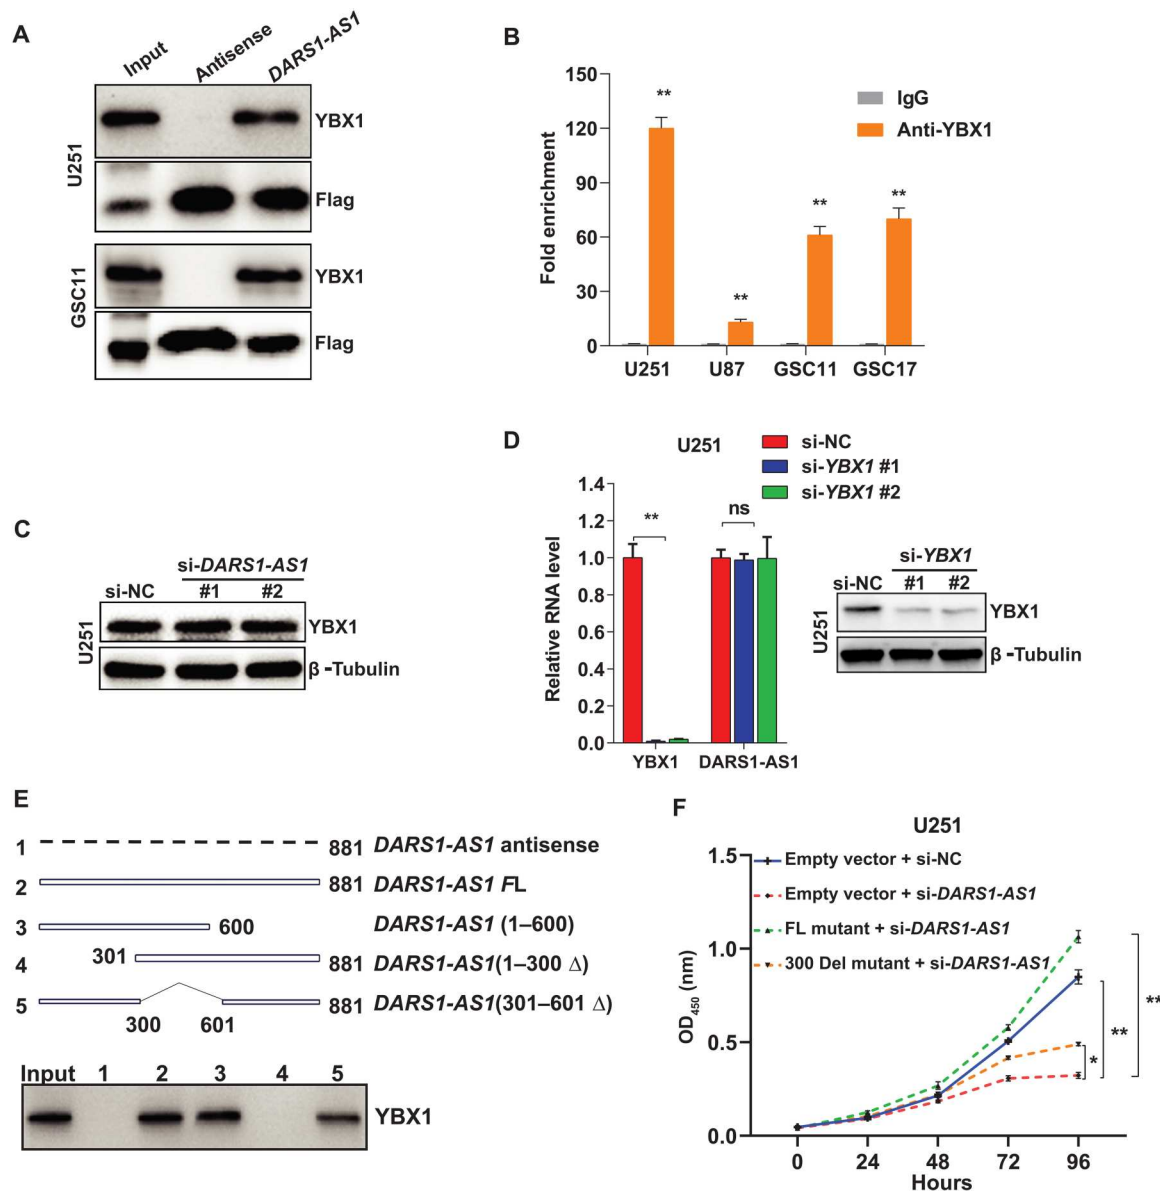 A
Input
Antisense
DARS1-AS1
U251
YBX1
Flag
GSC11
YBX1
Flag
B
Fold enrichment
150
120
90
60
30
0
**
**
**
**
IgG
Anti-YBX1
U251
U87
GSC11
GSC17
C
si-DARS1-AS1
si-NC
#1
#2
U251
YBX1
β-Tubulin
D
U251
si-NC
si-YBX1 #1
si-YBX1 #2
Relative RNA level
1.4
1.2
1.0
0.8
0.6
0.4
0.2
0.0
**
ns
YBX1
DARS1-AS1
si-YBX1
si-NC
#1
#2
U251
YBX1
β-Tubulin
E
1 881 DARS1-AS1 antisense
2 881 DARS1-AS1 FL
3 600 DARS1-AS1 (1–600)
4 301 881 DARS1-AS1(1–300 Δ)
5 881 DARS1-AS1(301–601 Δ)
300 601
Input 1 2 3 4 5
YBX1
F
U251
Empty vector + si-NC
Empty vector + si-DARS1-AS1
FL mutant + si-DARS1-AS1
300 Del mutant + si-DARS1-AS1
OD450 (nm)
1.5
1.0
0.5
0.0
*
**
**
0 24 48 72 96
Hours